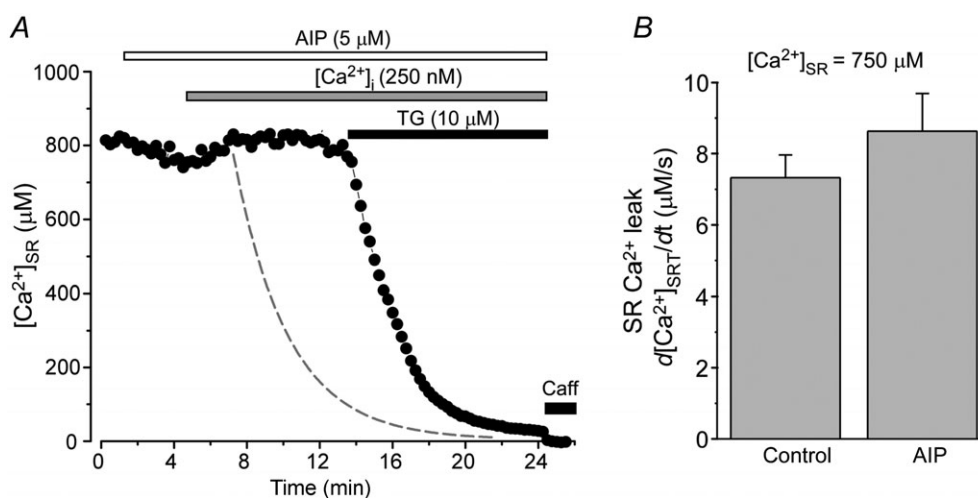 A
AIP (5 μM)
[Ca²⁺]i (250 nM)
TG (10 μM)
Caff
[Ca²⁺]SR (μM)
1000
800
600
400
200
0
0 4 8 12 16 20 24
Time (min)
B
[Ca²⁺]SR = 750 μM
SR Ca²⁺ leak
d[Ca²⁺]SRT/dt (μM/s)
10
8
6
4
2
0
Control AIP